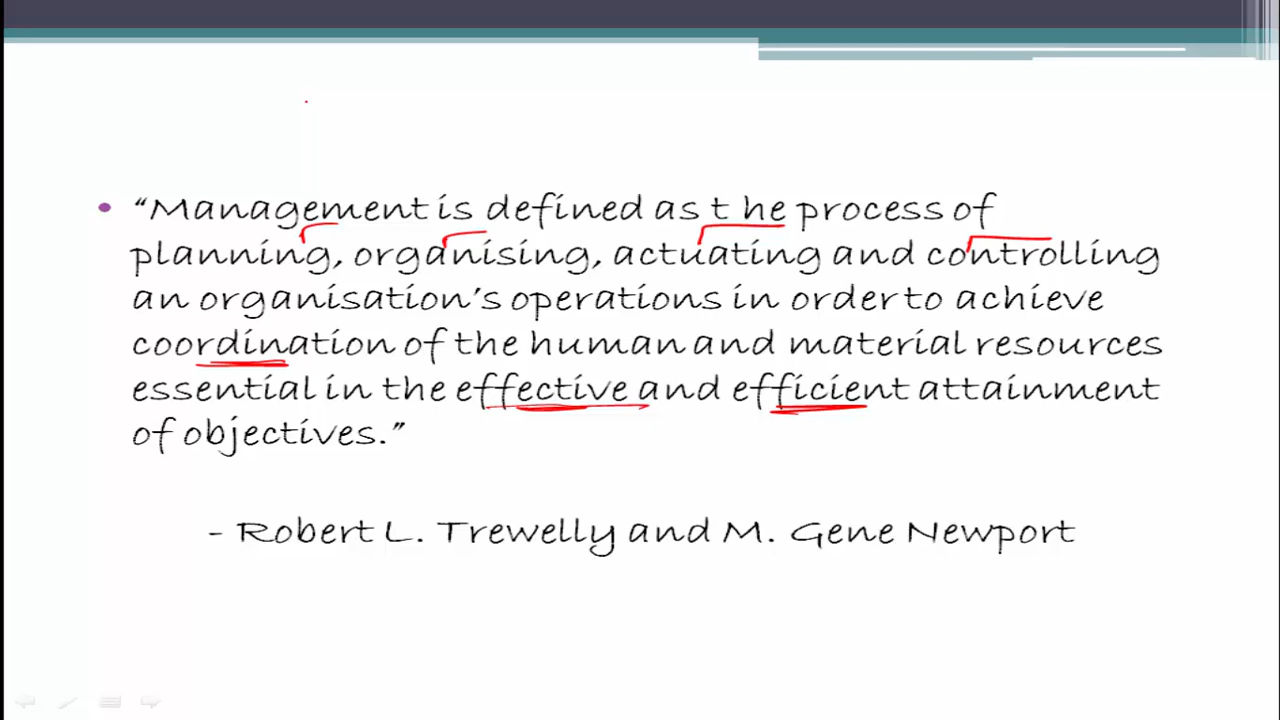 “Management is defined as t he process of
planning, organising, actuating and controlling
an organisation’s operations in order to achieve
coordination of the human and material resources
essential in the effective and efficient attainment
of objectives.”
- Robert L. Trewelly and M. Gene Newport